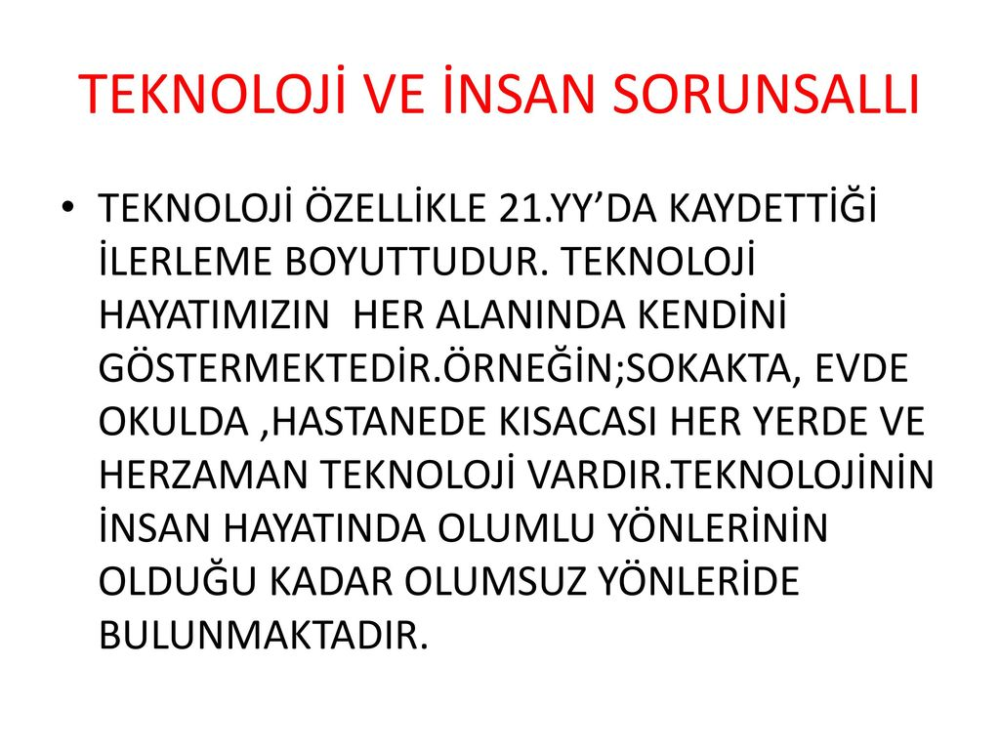 TEKNOLOJİ VE İNSAN SORUNSALLI
• TEKNOLOJİ ÖZELLİKLE 21.YY’DA KAYDETTİĞİ
İLERLEME BOYUTTUDUR. TEKNOLOJİ
HAYATIMIZIN  HER ALANINDA KENDİNİ
GÖSTERMEKTEDİR.ÖRNEĞİN;SOKAKTA, EVDE
OKULDA ,HASTANEDE KISACASI HER YERDE VE
HERZAMAN TEKNOLOJİ VARDIR.TEKNOLOJİNİN
İNSAN HAYATINDA OLUMLU YÖNLERİNİN
OLDUĞU KADAR OLUMSUZ YÖNLERİDE
BULUNMAKTADIR.